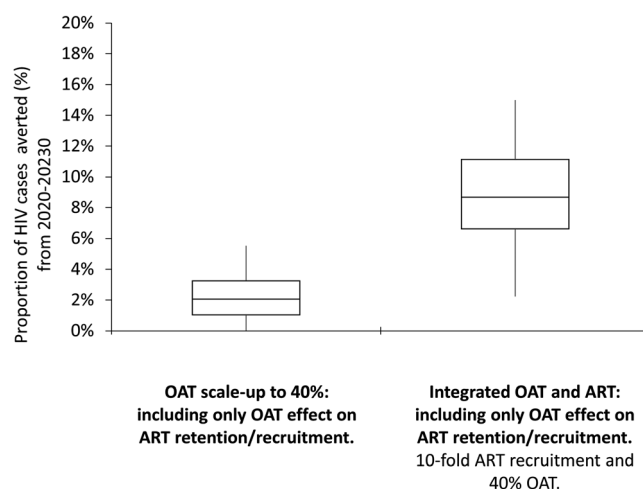 Proportion of HIV cases averted (%)
from 2020-20230
20%
18%
16%
14%
12%
10%
8%
6%
4%
2%
0%
OAT scale-up to 40%:
including only OAT effect on
ART retention/recruitment.
Integrated OAT and ART:
including only OAT effect on
ART retention/recruitment.
10-fold ART recruitment and
40% OAT.